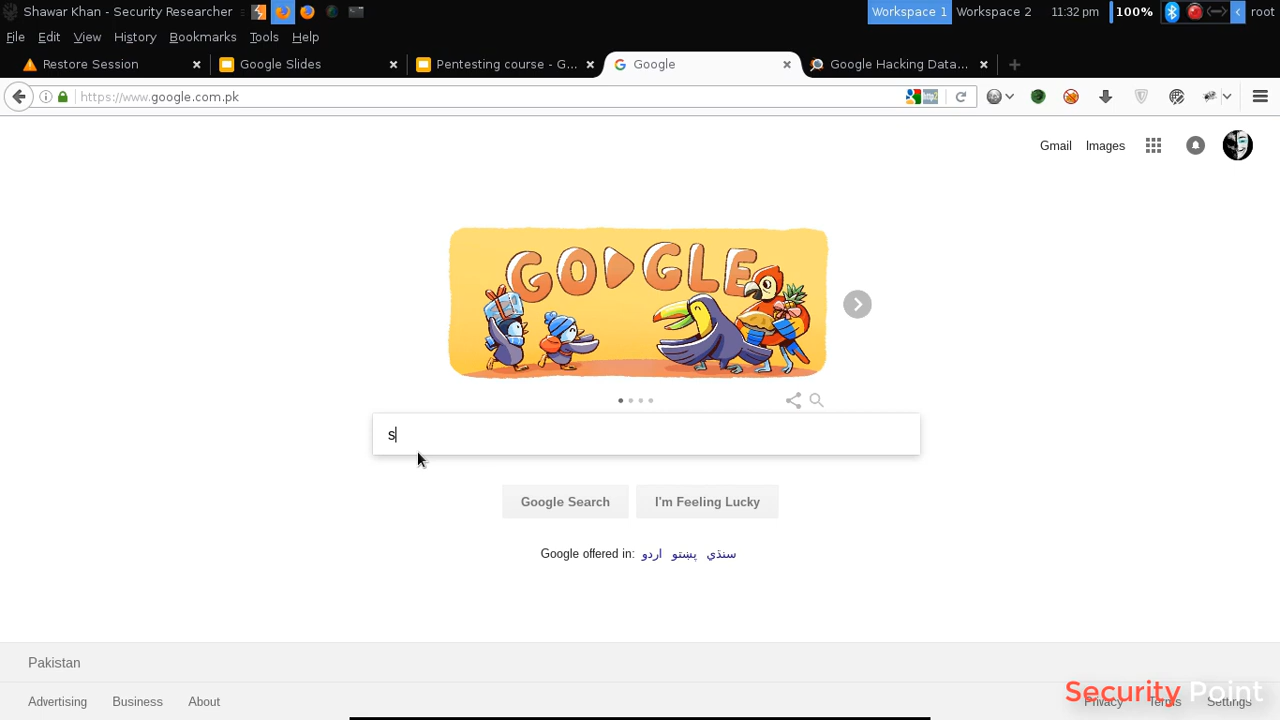 Shawar Khan - Security Researcher
Workspace 1 Workspace 2 11:32 pm 100% root
File Edit View History Bookmarks Tools Help
Restore Session Google Slides Pentesting course - G... Google Google Hacking Data...
https://www.google.com.pk
Gmail Images
GOOGLE
s
Google Search I'm Feeling Lucky
Google offered in: اردو پښتو سنڌي
Pakistan
Advertising Business About Privacy Terms Settings
Security Point